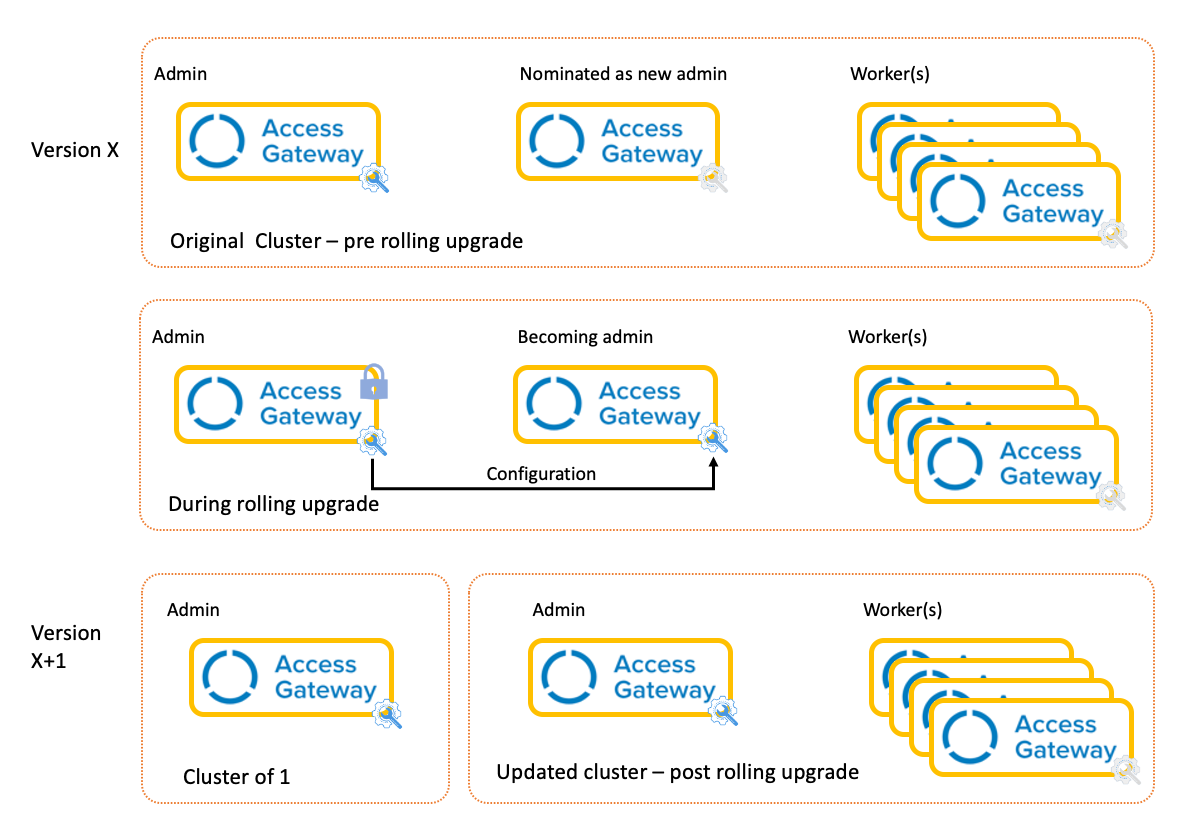 Version X
Admin
Nominated as new admin
Worker(s)
Access
Gateway
Access
Gateway
Access
Gateway
Original Cluster – pre rolling upgrade
Admin
Becoming admin
Worker(s)
Access
Gateway
Access
Gateway
Access
Gateway
Configuration
During rolling upgrade
Version
X+1
Admin
Access
Gateway
Cluster of 1
Admin
Worker(s)
Access
Gateway
Access
Gateway
Updated cluster – post rolling upgrade